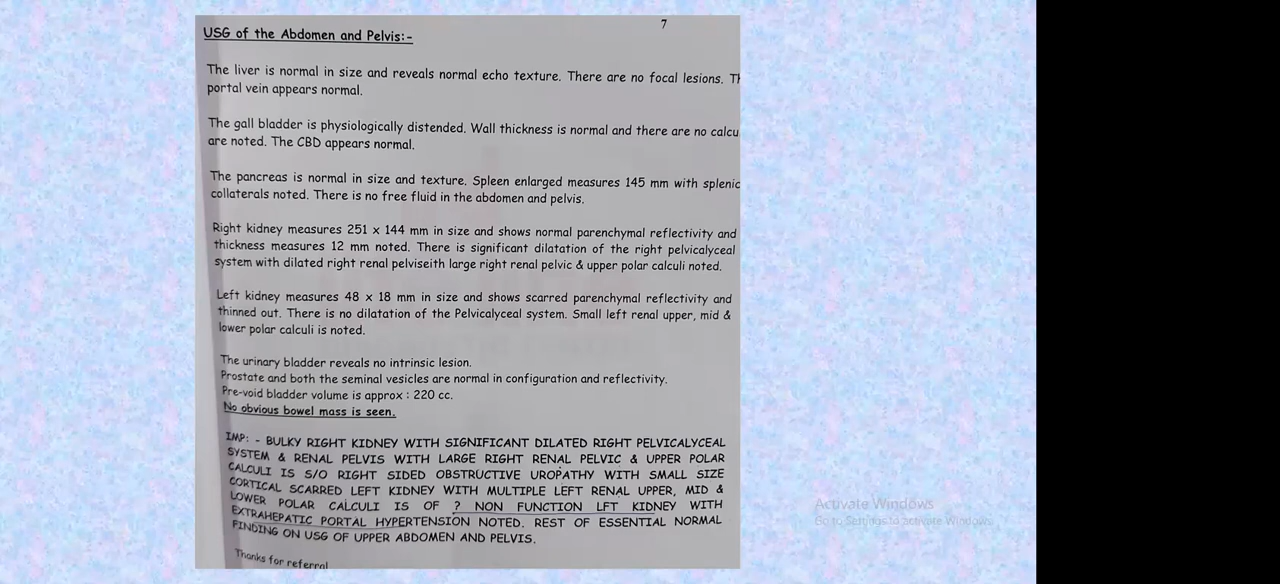 7
USG of the Abdomen and Pelvis:-
The liver is normal in size and reveals normal echo texture. There are no focal lesions. Th
portal vein appears normal.
The gall bladder is physiologically distended. Wall thickness is normal and there are no calcu
are noted. The CBD appears normal.
The pancreas is normal in size and texture. Spleen enlarged measures 145 mm with splenic
collaterals noted. There is no free fluid in the abdomen and pelvis.
Right kidney measures 251 x 144 mm in size and shows normal parenchymal reflectivity and
thickness measures 12 mm noted. There is significant dilatation of the right pelvicalyceal
system with dilated right renal pelviseith large right renal pelvic & upper polar calculi noted.
Left kidney measures 48 x 18 mm in size and shows scarred parenchymal reflectivity and
thinned out. There is no dilatation of the Pelvicalyceal system. Small left renal upper, mid &
lower polar calculi is noted.
The urinary bladder reveals no intrinsic lesion.
Prostate and both the seminal vesicles are normal in configuration and reflectivity.
Pre-void bladder volume is approx : 220 cc.
No obvious bowel mass is seen.
IMP: - BULKY RIGHT KIDNEY WITH SIGNIFICANT DILATED RIGHT PELVICALYCEAL
SYSTEM & RENAL PELVIS WITH LARGE RIGHT RENAL PELVIC & UPPER POLAR
CALCULI IS S/O RIGHT SIDED OBSTRUCTIVE UROPATHY WITH SMALL SIZE
CORTICAL SCARRED LEFT KIDNEY WITH MULTIPLE LEFT RENAL UPPER, MID &
LOWER POLAR CALCULI IS OF ? NON FUNCTION LFT KIDNEY WITH
EXTRAHEPATIC PORTAL HYPERTENSION NOTED. REST OF ESSENTIAL NORMAL
FINDING ON USG OF UPPER ABDOMEN AND PELVIS.
Thanks for referral
Activate Windows
Go to Settings to activate Windows.